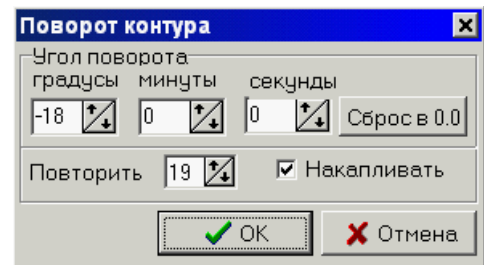 Поворот контура
Угол поворота
градусы минуты секунды
-18 0 0 Сброс в 0.0
Повторить 19 Накапливать
OK Отмена